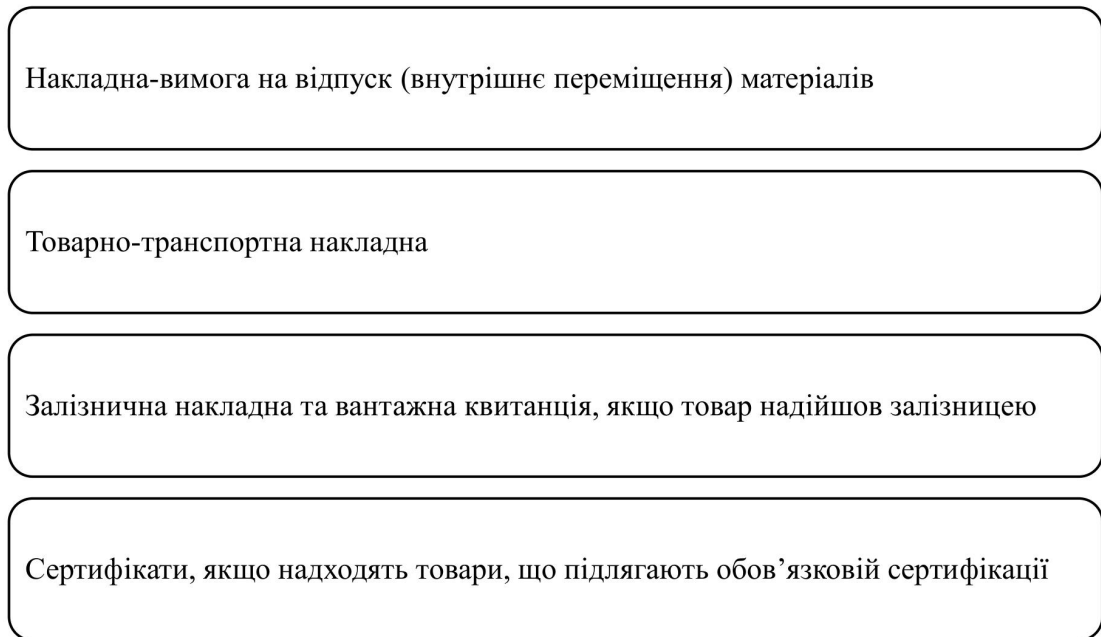 Накладна-вимога на відпуск (внутрішнє переміщення) матеріалів
Товарно-транспортна накладна
Залізнична накладна та вантажна квитанція, якщо товар надійшов залізницею
Сертифікати, якщо надходять товари, що підлягають обов’язковій сертифікації